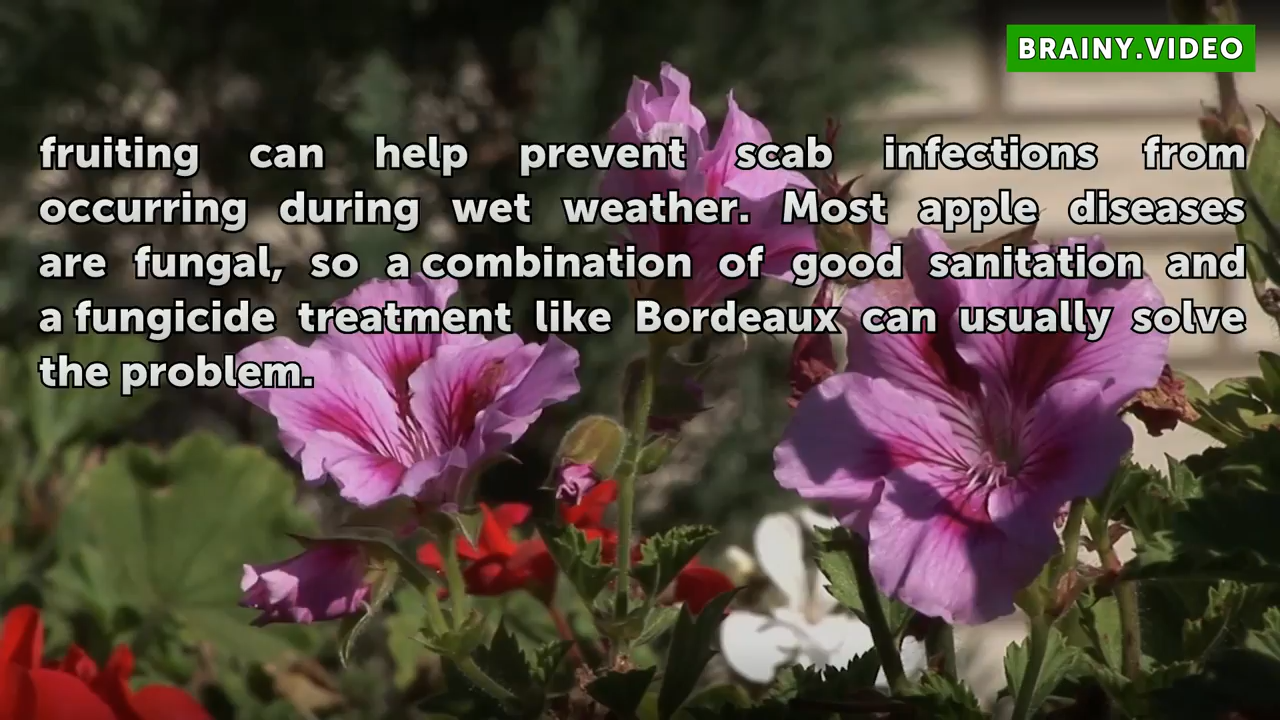 BRAINY.VIDEO
fruiting can help prevent scab infections from
occurring during wet weather. Most apple diseases
are fungal, so a combination of good sanitation and
a fungicide treatment like Bordeaux can usually solve
the problem.